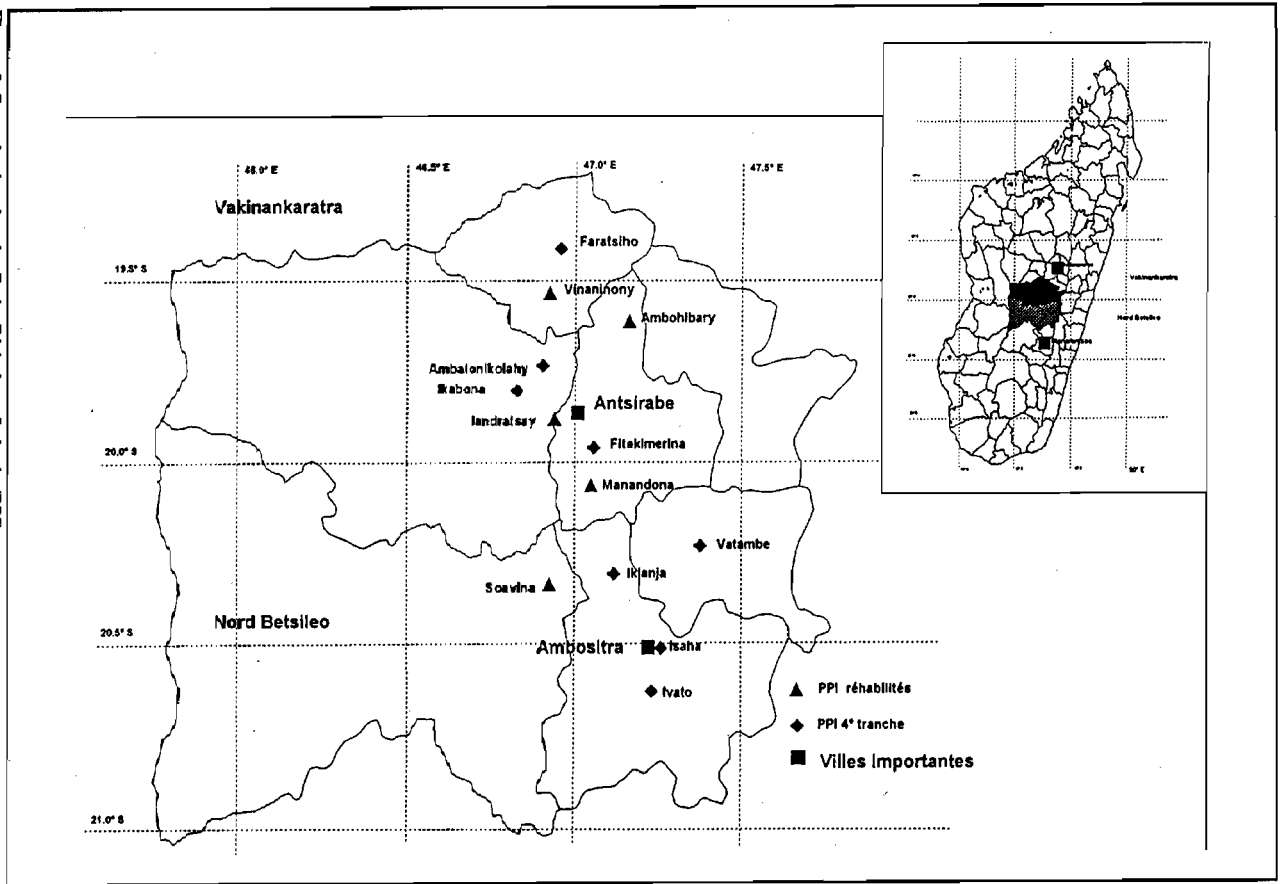 46.0° E
46.5° E
47.0° E
47.5° E
Vakinankaratra
Faratsiho
19.5° S
Vinaninony
Ambohibary
Ambalonikolahy
Ikabona
Antsirabe
Iandratsay
Fitakimerina
20.0° S
Manandona
Vatambe
Ikianja
Soavina
Nord Betsileo
20.5° S
Ambositra
Isaha
Ivato
21.0° S
PPI réhabilités
PPI 4° tranche
Villes Importantes
Vakinankaratra
Nord Betsileo
50° E